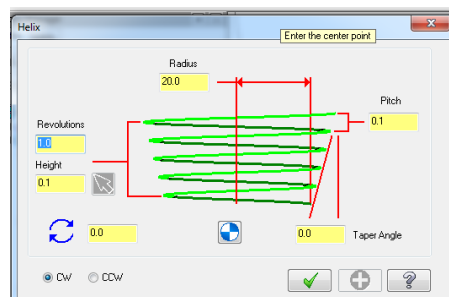 Helix
Enter the center point
Radius
20.0
Pitch
0.1
Revolutions
1.0
Height
0.1
0.0
0.0
Taper Angle
CW
CCW